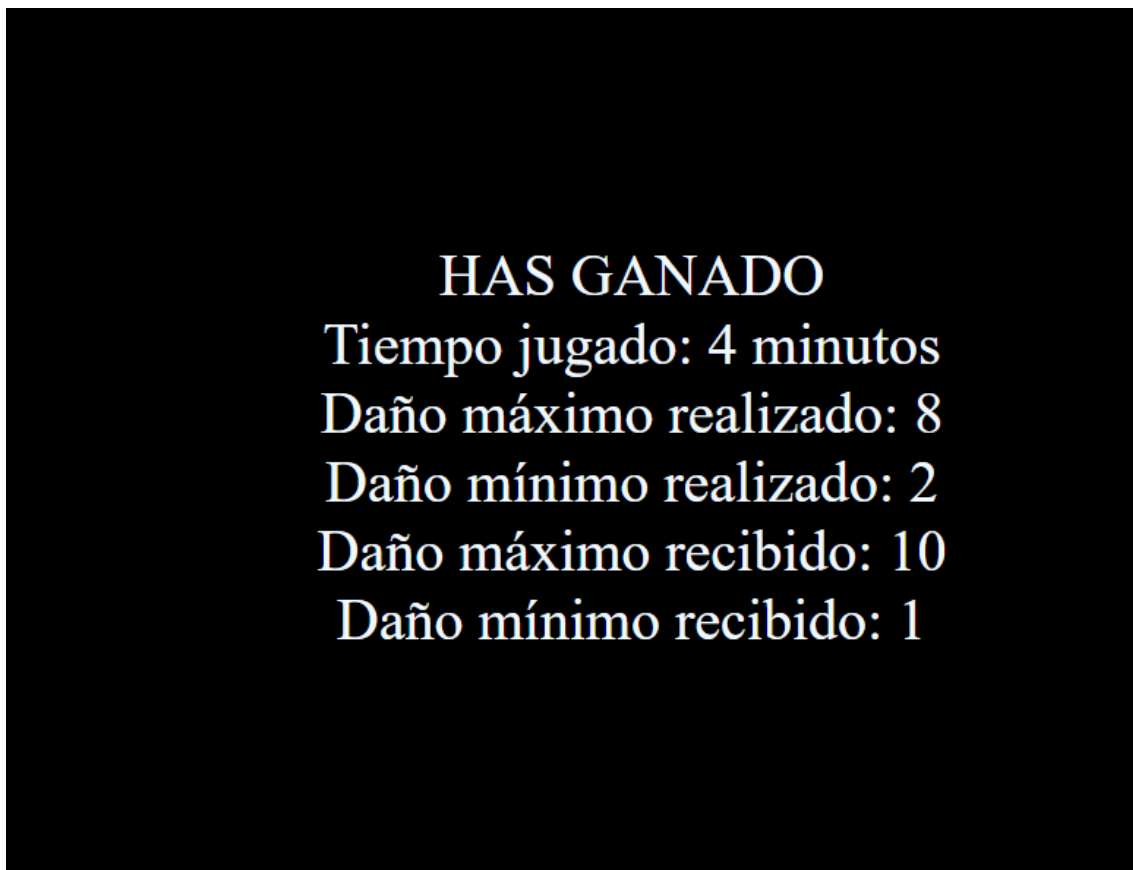 HAS GANADO
Tiempo jugado: 4 minutos
Daño máximo realizado: 8
Daño mínimo realizado: 2
Daño máximo recibido: 10
Daño mínimo recibido: 1